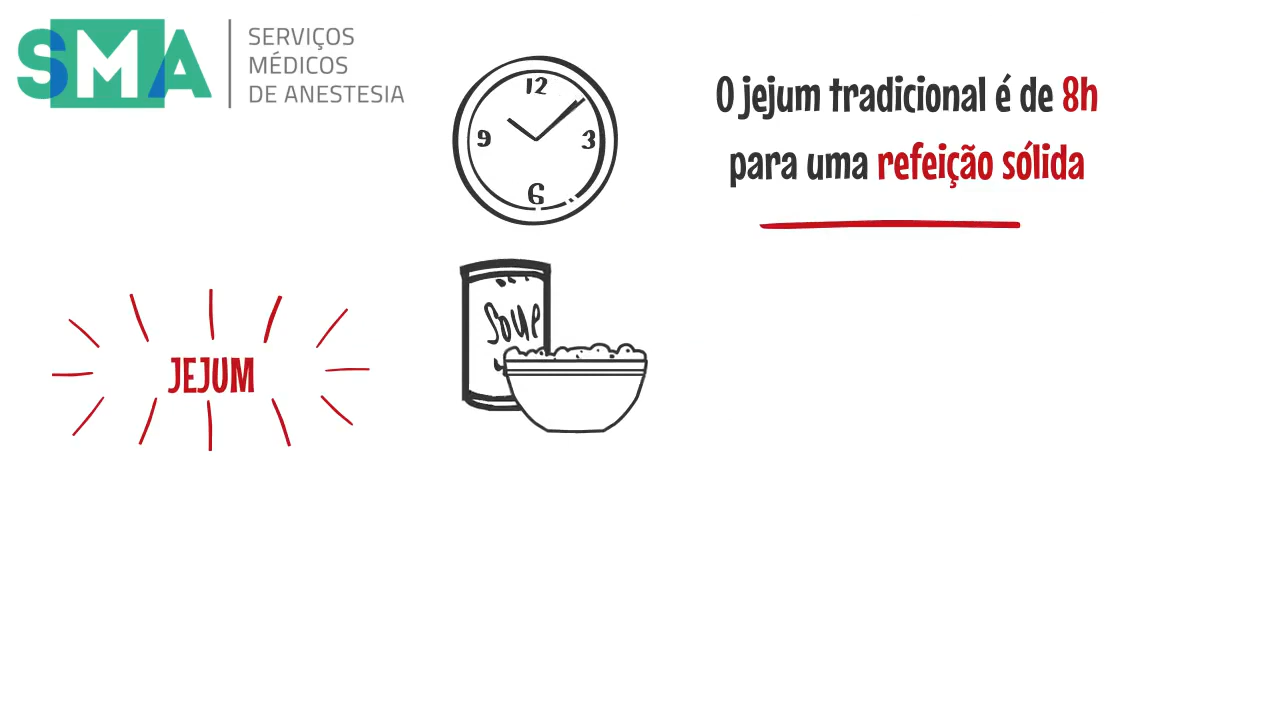 SMA
SERVIÇOS
MÉDICOS
DE ANESTESIA
12
9
3
6
O jejum tradicional é de 8h
para uma refeição sólida
Soup
JEJUM